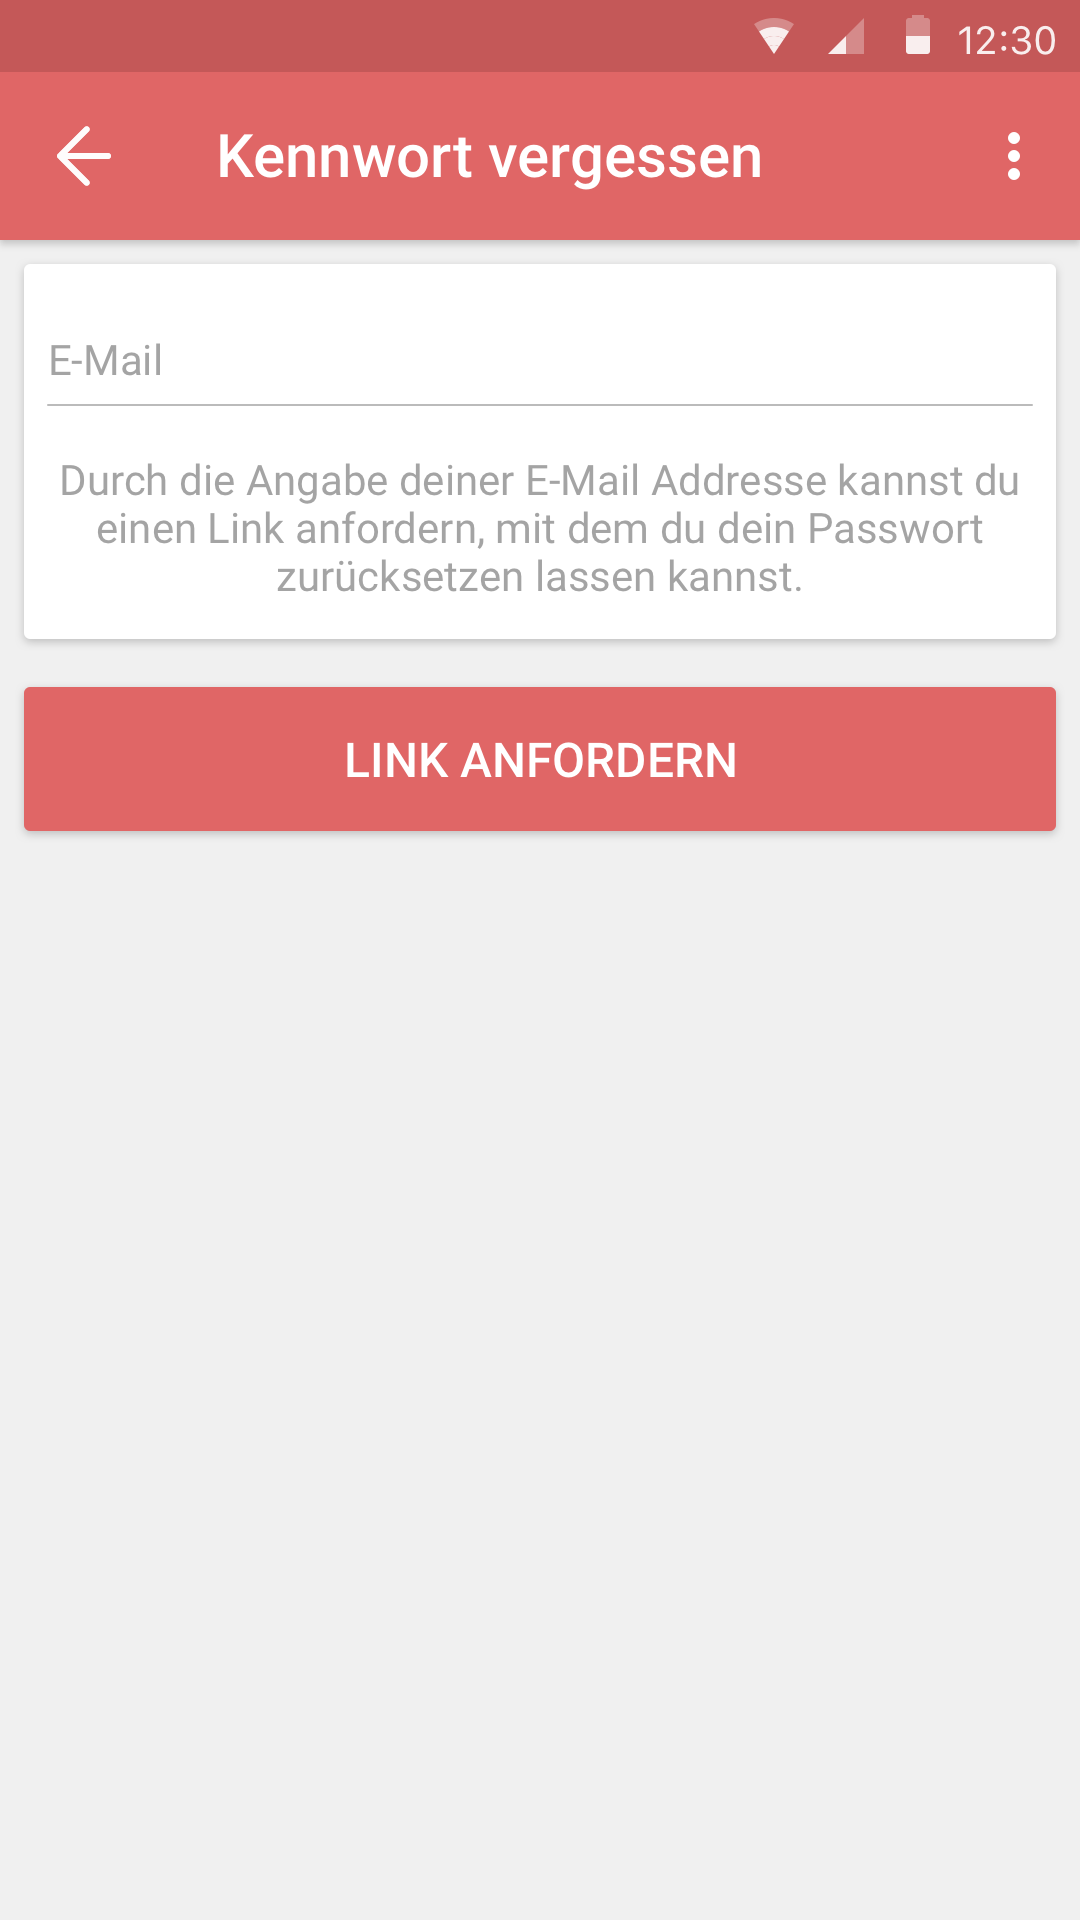 12:30
Kennwort vergessen
E-Mail
Durch die Angabe deiner E-Mail Addresse kannst du
einen Link anfordern, mit dem du dein Passwort
zurücksetzen lassen kannst.
LINK ANFORDERN